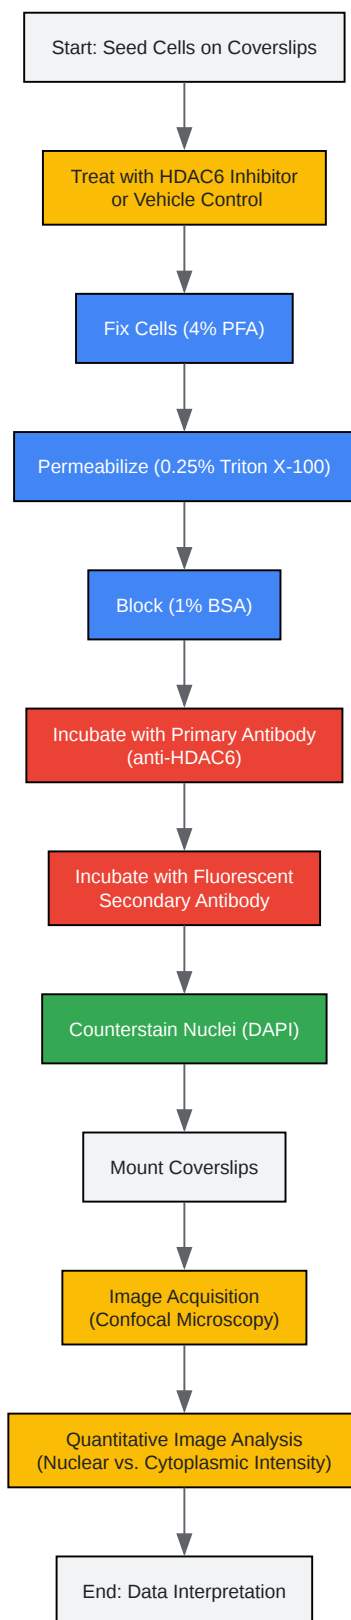 Start: Seed Cells on Coverslips
Treat with HDAC6 Inhibitor
or Vehicle Control
Fix Cells (4% PFA)
Permeabilize (0.25% Triton X-100)
Block (1% BSA)
Incubate with Primary Antibody
(anti-HDAC6)
Incubate with Fluorescent
Secondary Antibody
Counterstain Nuclei (DAPI)
Mount Coverslips
Image Acquisition
(Confocal Microscopy)
Quantitative Image Analysis
(Nuclear vs. Cytoplasmic Intensity)
End: Data Interpretation